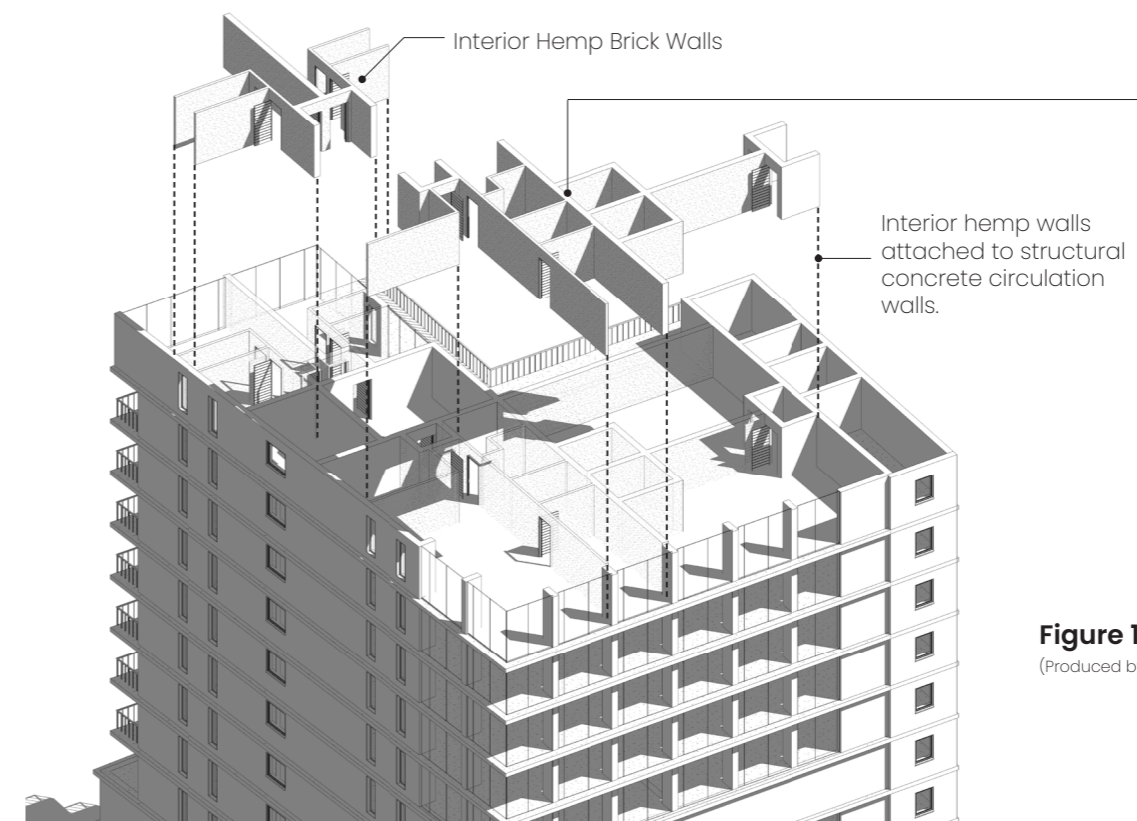 Interior Hemp Brick Walls
Interior hemp walls
attached to structural
concrete circulation
walls.
Figure 1
(Produced b